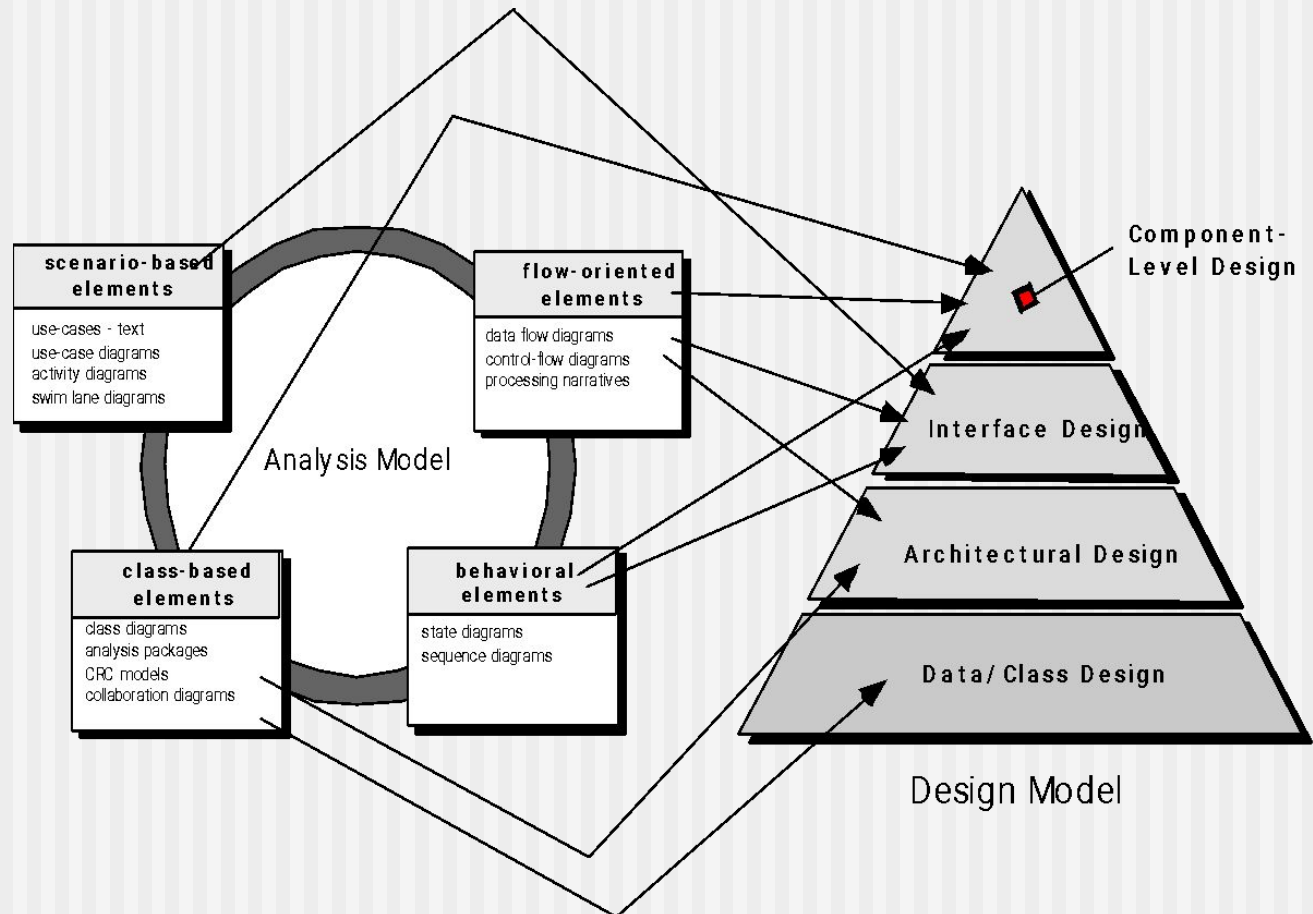 scenario-based
elements
use-cases - text
use-case diagrams
activity diagrams
swim lane diagrams
flow-oriented
elements
data flow diagrams
control-flow diagrams
processing narratives
Analysis Model
class-based
elements
class diagrams
analysis packages
CRC models
collaboration diagrams
behavioral
elements
state diagrams
sequence diagrams
Component-
Level Design
Interface Design
Architectural Design
Data/Class Design
Design Model